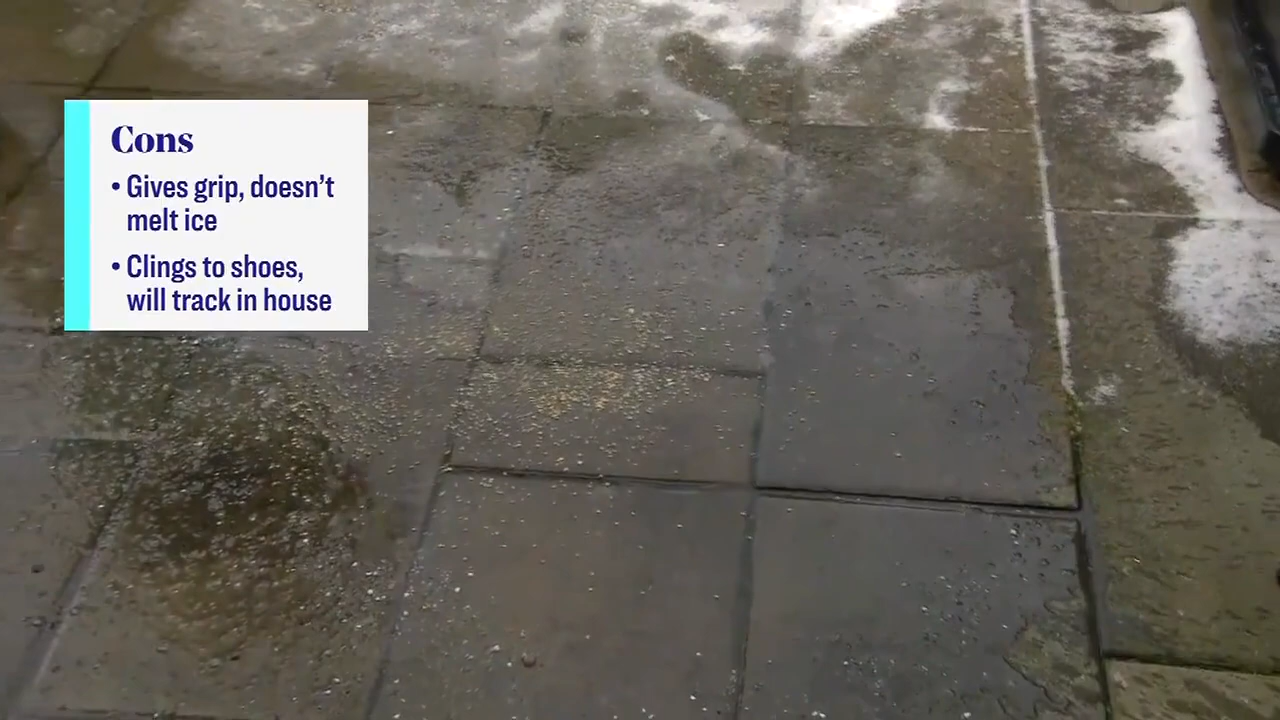 Cons
• Gives grip, doesn’t
melt ice
• Clings to shoes,
will track in house